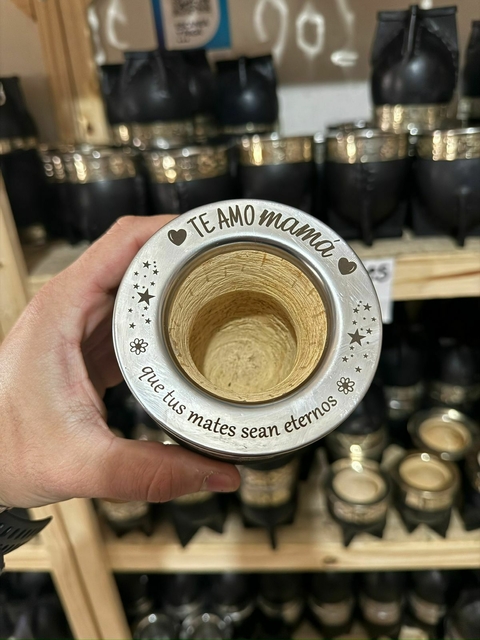 TE AMO mamá
que tus mates sean eternos